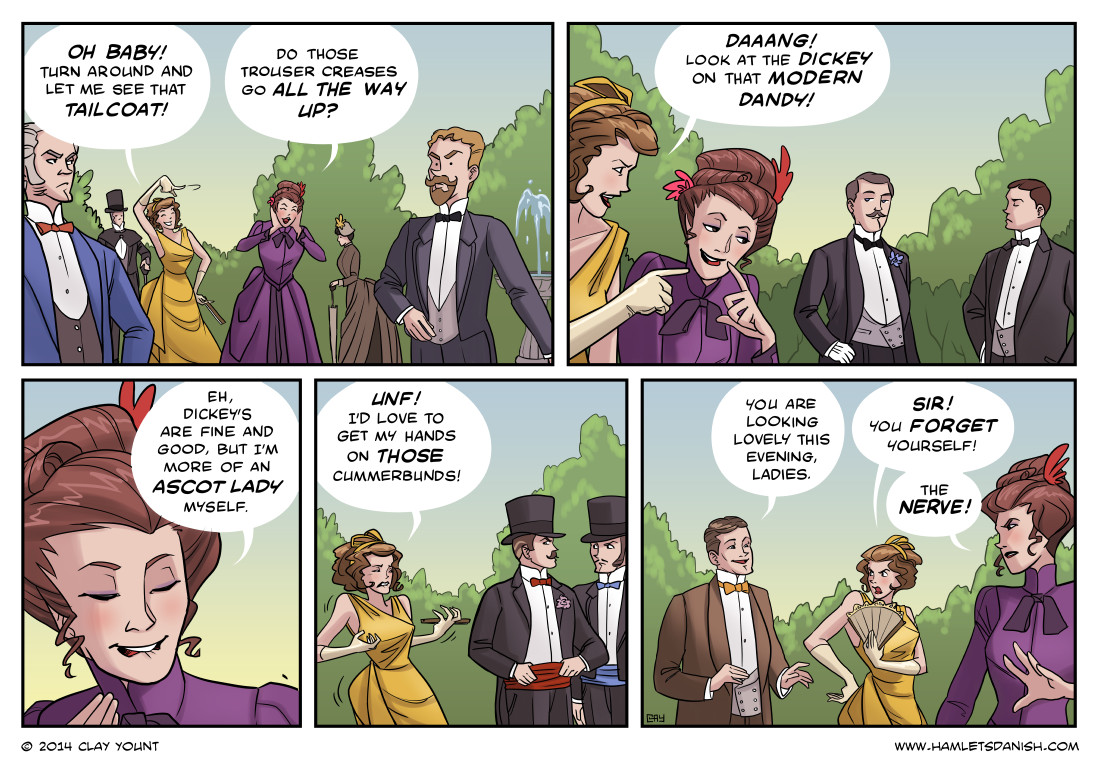 OH BABY!
TURN AROUND AND
LET ME SEE THAT
TAILCOAT!
DO THOSE
TROUSER CREASES
GO ALL THE WAY
UP?
DAAANG!
LOOK AT THE DICKEY
ON THAT MODERN
DANDY!
EH,
DICKEY'S
ARE FINE AND
GOOD, BUT I'M
MORE OF AN
ASCOT LADY
MYSELF.
UNF!
I'D LOVE TO
GET MY HANDS
ON THOSE
CUMMERBUNDS!
YOU ARE
LOOKING
LOVELY THIS
EVENING,
LADIES.
SIR!
YOU FORGET
YOURSELF!
THE
NERVE!
CLAY
© 2014 CLAY YOUNT
WWW.HAMLETSDANISH.COM